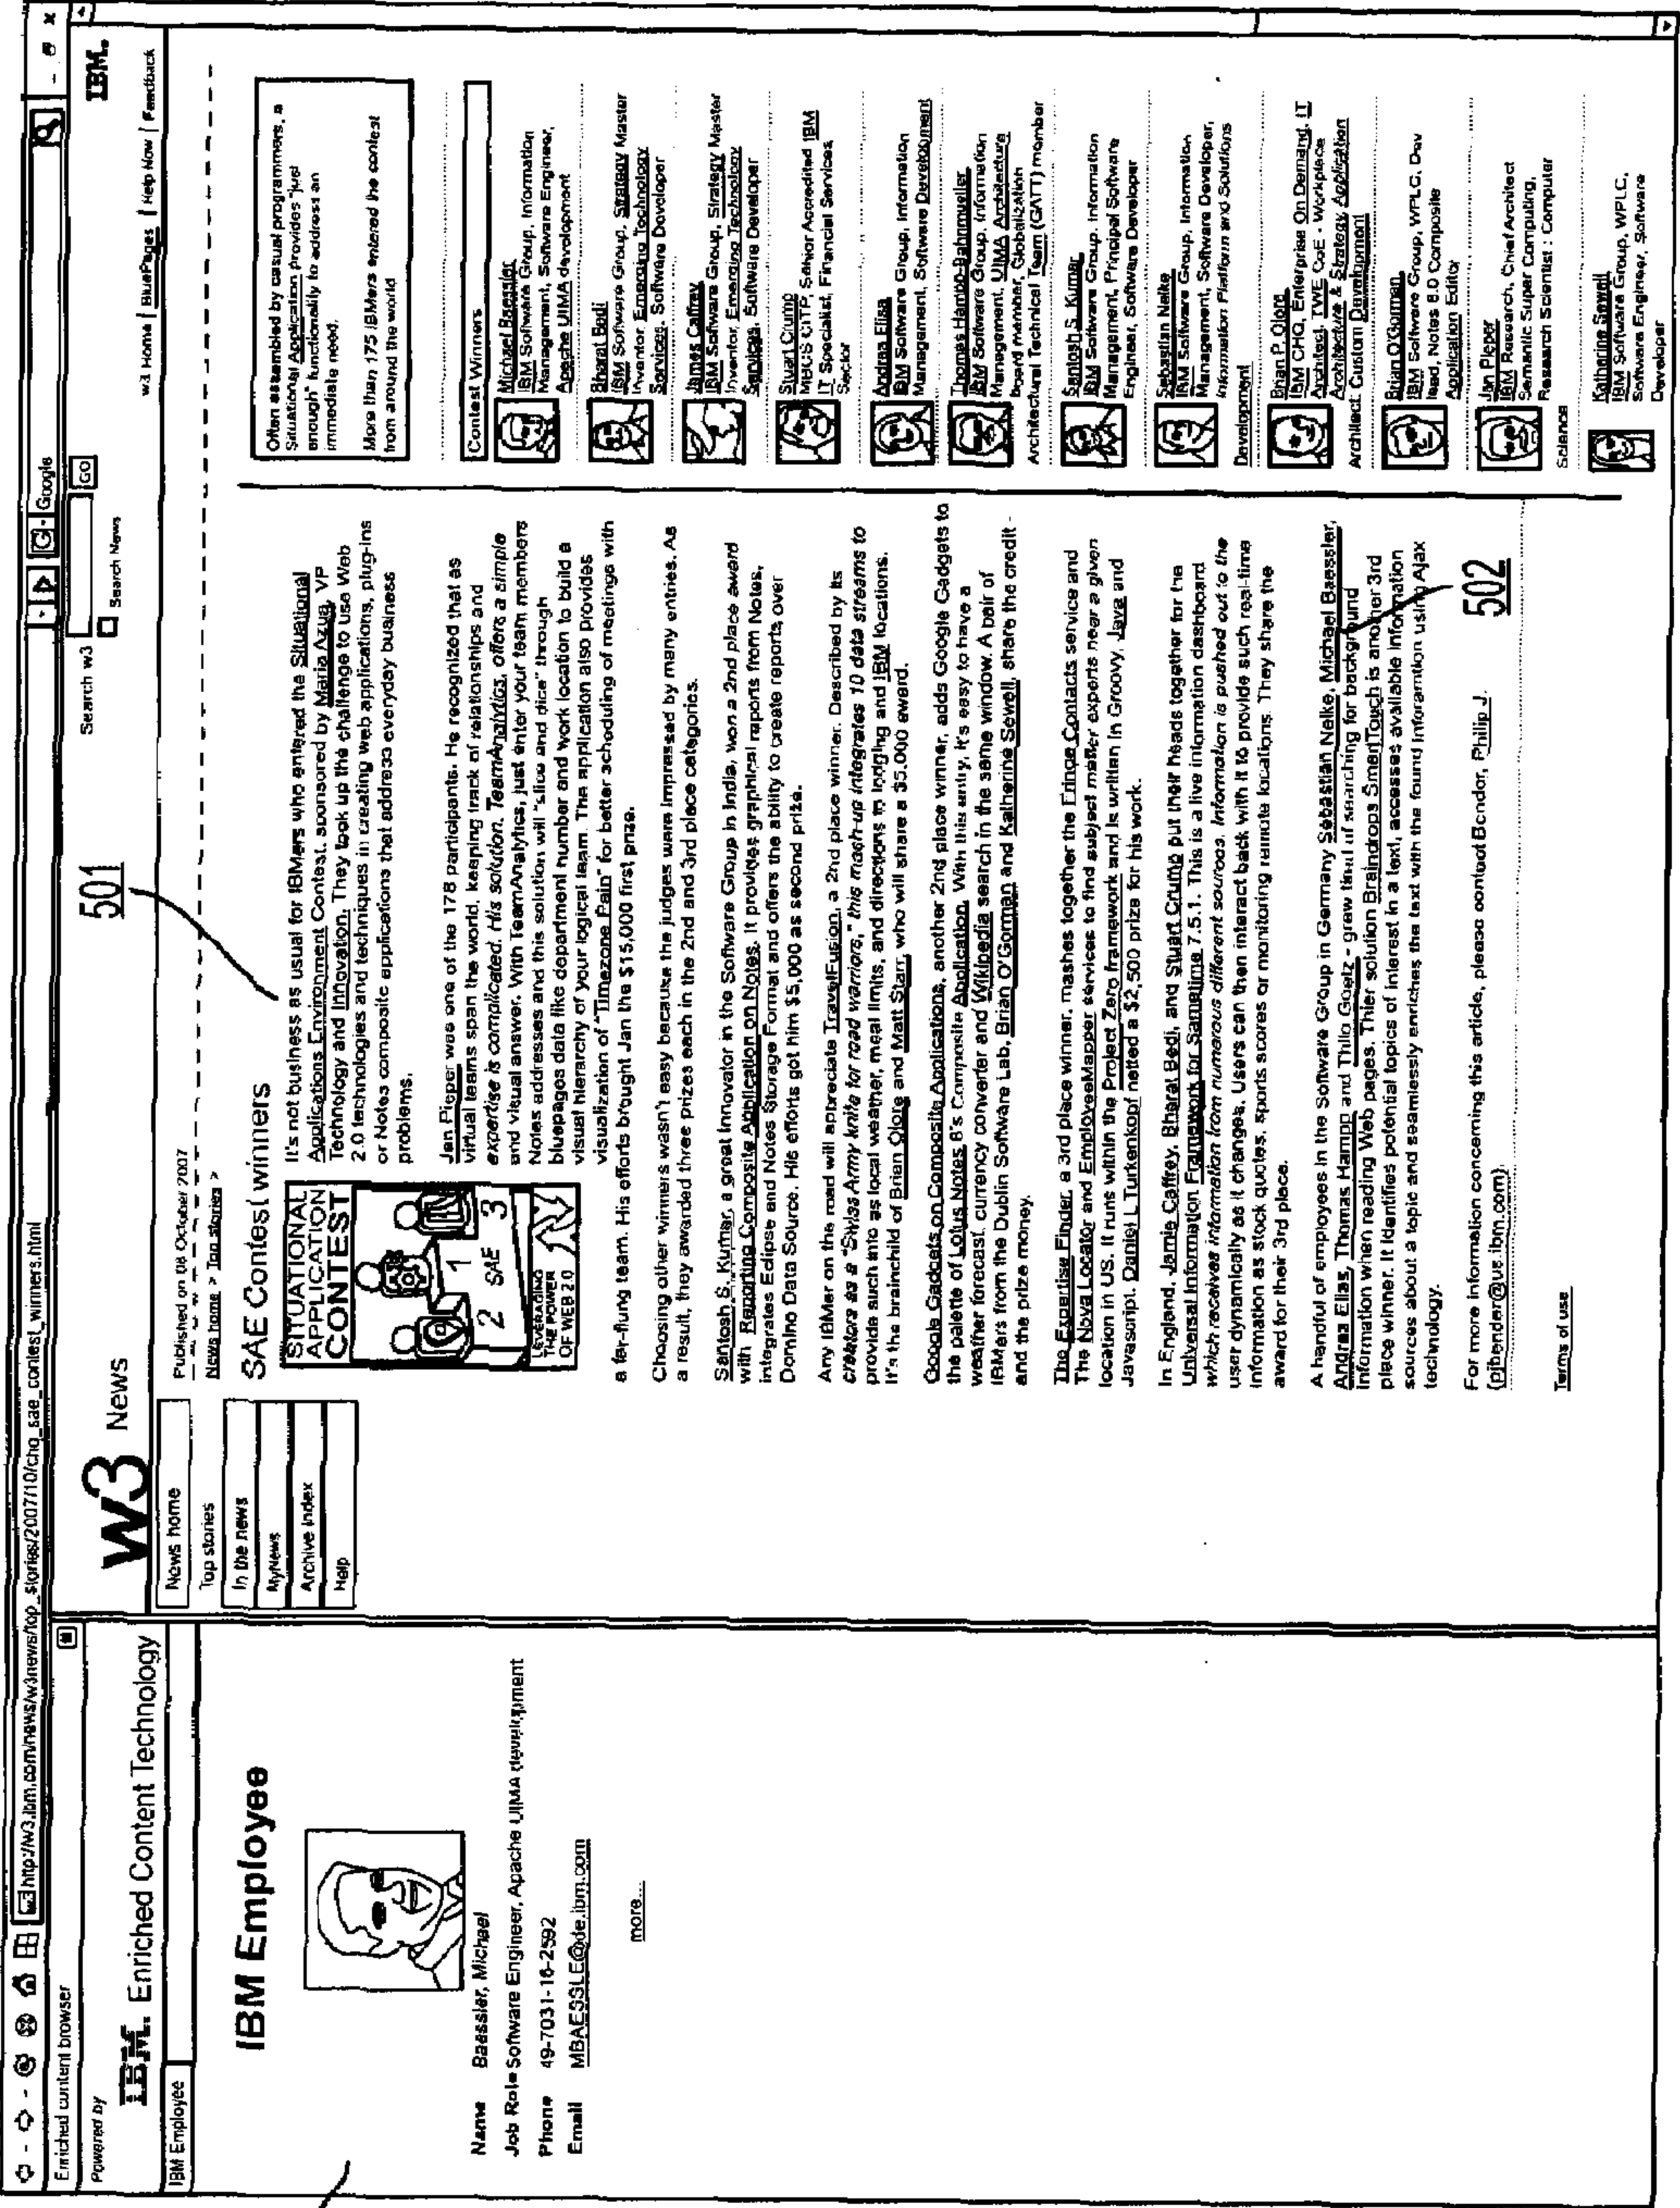 w3 http://w3.ibm.com/news/w3news/top_stories/2007/10/chq_sae_contest_winners.html
G - Google
Enriched content browser
Powered by
IBM. Enriched Content Technology
IBM Employee
IBM Employee
Name Baessler, Michael
Job Role Software Engineer, Apache UIMA development
Phone 49-7031-16-2592
Email MBAESSLE@de.ibm.com
more...
w3 News
Search w3
GO
Search News
IBM.
w3 Home | BluePages | Help Now | Feedback
News home
Top stories
In the news
MyNews
Archive index
Help
Published on 08 October 2007
News home > Top stories >
501
SAE Contest winners
SITUATIONAL
APPLICATION
CONTEST
1
2 SAE 3
LEVERAGING
THE POWER
OF WEB 2.0
It's not business as usual for IBMers who entered the Situational
Applications Environment Contest, sponsored by Maria Azua, VP
Technology and Innovation. They took up the challenge to use Web
2.0 technologies and techniques in creating web applications, plug-ins
or Notes composite applications that address everyday business
problems.
Jan Pieper was one of the 178 participants. He recognized that as
virtual teams span the world, keeping track of relationships and
expertise is complicated. His solution, TeamAnalytics, offers a simple
and visual answer. With TeamAnalytics, just enter your team members
Notes addresses and this solution will "slice and dice" through
bluepages data like department number and work location to build a
visual hierarchy of your logical team. The application also provides
visualization of "Timezone Pain" for better scheduling of meetings with
a far-flung team. His efforts brought Jan the $15,000 first prize.
Choosing other winners wasn't easy because the judges were impressed by many entries. As
a result, they awarded three prizes each in the 2nd and 3rd place categories.
Santosh S. Kumar, a great innovator in the Software Group in India, won a 2nd place award
with Reporting Composite Application on Notes. It provides graphical reports from Notes,
integrates Eclipse and Notes Storage Format and offers the ability to create reports over
Domino Data Source. His efforts got him $5,000 as second prize.
Any IBMer on the road will appreciate TravelFusion, a 2nd place winner. Described by its
creators as a "Swiss Army knife for road warriors," this mash-up integrates 10 data streams to
provide such info as local weather, meal limits, and directions to lodging and IBM locations.
It's the brainchild of Brian Olore and Matt Starr, who will share a $5,000 award.
Google Gadgets on Composite Applications, another 2nd place winner, adds Google Gadgets to
the palette of Lotus Notes 8's Composite Application. With this entry, it's easy to have a
weather forecast, currency converter and Wikipedia search in the same window. A pair of
IBMers from the Dublin Software Lab, Brian O'Gorman and Katherine Sewell, share the credit -
and the prize money.
The Expertise Finder, a 3rd place winner, mashes together the Fringe Contacts service and
The Noval Locator and EmployeeMapper services to find subject matter experts near a given
location in US. It runs within the Project Zero framework and is written in Groovy, Java and
Javascript. Daniel L Turkenkopf netted a $2,500 prize for his work.
In England, Jamie Caffrey, Bharat Bedi, and Stuart Crump put their heads together for the
Universal Information Framework for Sametime 7.5.1. This is a live information dashboard
which receives information from numerous different sources. Information is pushed out to the
user dynamically as it changes. Users can then interact back with it to provide such real-time
information as stock quotes, sports scores or monitoring remote locations. They share the
award for their 3rd place.
A handful of employees in the Software Group in Germany Sebastian Nelke, Michael Baessler,
Andrea Elias, Thomas Hampp and Thilo Goetz - grew tired of searching for background
information when reading Web pages. Thier solution Braindrops SmartTouch is another 3rd
place winner. It identifies potential topics of interest in a text, accesses available information
sources about a topic and seamlessly enriches the text with the found information using Ajax
technology.
502
For more information concerning this article, please contact Bender, Philip J.
(pjbender@us.ibm.com)
Terms of use
Often assembled by casual programmers, a
Situational Application provides "just
enough" functionally to address an
immediate need.
More than 175 IBMers entered the contest
from around the world
Contest Winners
Michael Baessler
IBM Software Group, Information
Management, Software Engineer,
Apache UIMA development
Bharat Bedi
IBM Software Group, Strategy Master
Inventor, Emerging Technology
Services, Software Developer
James Caffrey
IBM Software Group, Strategy Master
Inventor, Emerging Technology
Services, Software Developer
Stuart Crump
MBCS CITP, Senior Accredited IBM
IT Specialist, Financial Services
Sector
Andrea Elias
IBM Software Group, Information
Management, Software Development
Thomas Hampp-Bahnmueller
IBM Software Group, Information
Management, UIMA Architecture
Board member, Globalization
Architectural Technical Team (GATT) member
Santosh S. Kumar
IBM Software Group, Information
Management, Principal Software
Engineer, Software Developer
Sebastian Nelke
IBM Software Group, Information
Management, Software Developer,
Information Platform and Solutions
Development
Brian P. Olore
IBM CHQ, Enterprise On Demand, IT
Architect, TWE CoE - Workplace
Architecture & Strategy, Application
Architect: Custom Development
Brian O'Gorman
IBM Software Group, WPLC, Dev
lead, Notes 8.0 Composite
Application Editor
Jan Pieper
IBM Research, Chief Architect
Semantic Super Computing,
Research Scientist : Computer
Science
Katherine Sewell
IBM Software Group, WPLC,
Software Engineer, Software
Developer